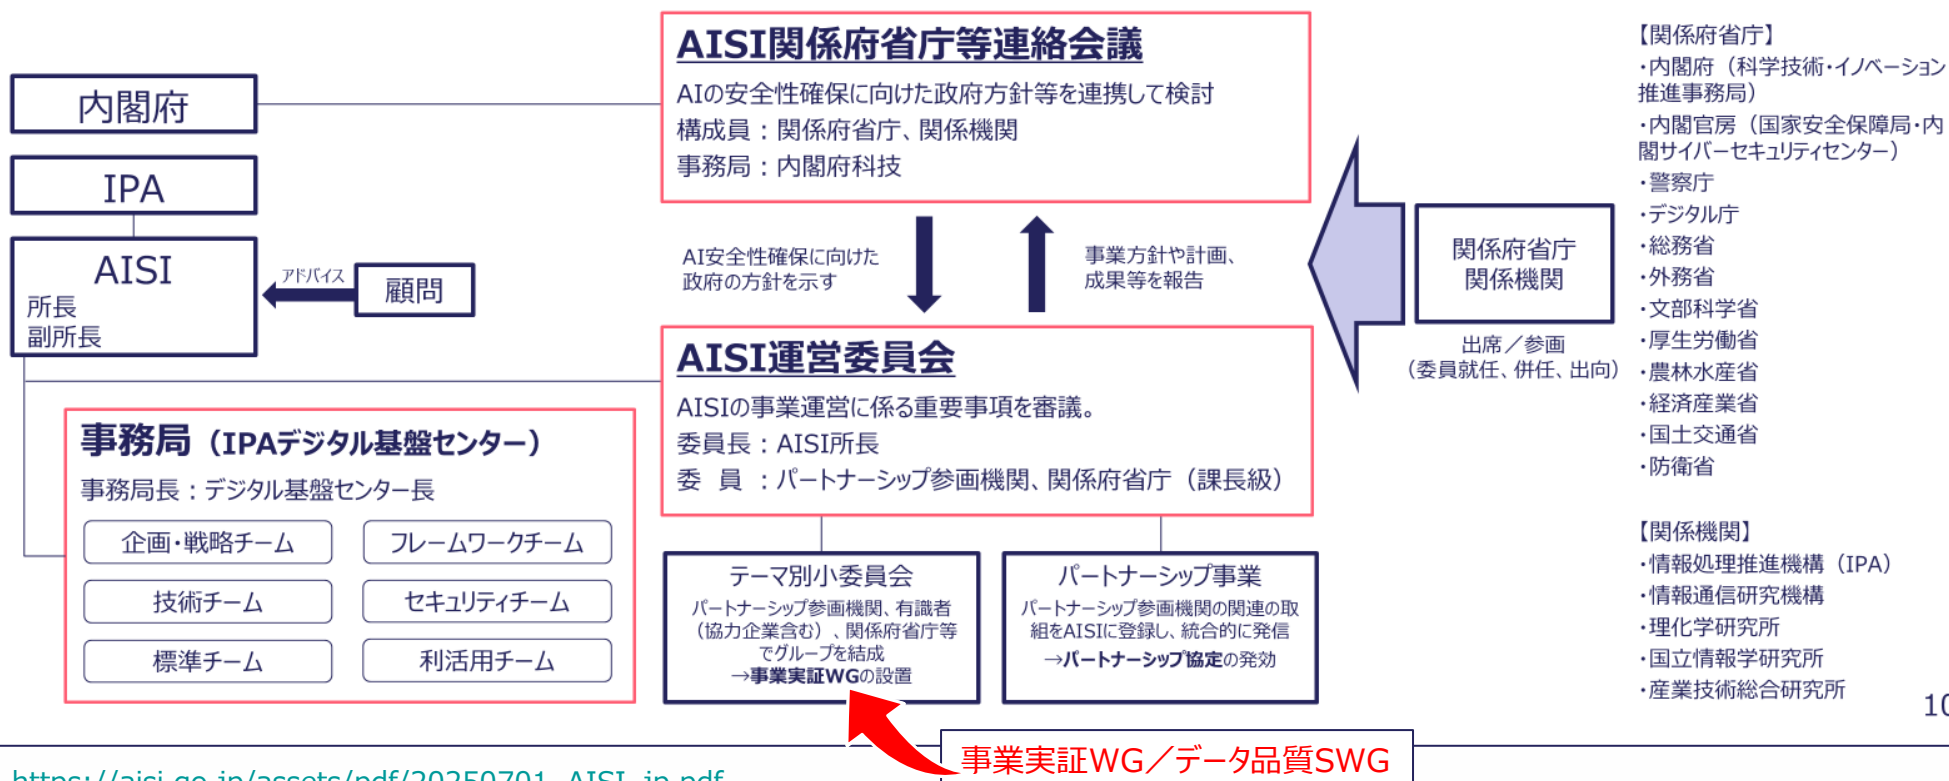 内閣府
IPA
AISI
所長
副所長
アドバイス
顧問
事務局（IPAデジタル基盤センター）
事務局長：デジタル基盤センター長
企画・戦略チーム
フレームワークチーム
技術チーム
セキュリティチーム
標準チーム
利活用チーム
AISI関係府省庁等連絡会議
AIの安全性確保に向けた政府方針等を連携して検討
構成員：関係府省庁、関係機関
事務局：内閣府科技
AI安全性確保に向けた
政府の方針を示す
事業方針や計画、
成果等を報告
AISI運営委員会
AISIの事業運営に係る重要事項を審議。
委員長：AISI所長
委　員　：パートナーシップ参画機関、関係府省庁（課長級）
テーマ別小委員会
パートナーシップ参画機関、有識者
（協力企業含む）、関係府省庁等
でグループを結成
→事業実証WGの設置
パートナーシップ事業
パートナーシップ参画機関の関連の取
組をAISIに登録し、統合的に発信
→パートナーシップ協定の発効
関係府省庁
関係機関
出席／参画
（委員就任、併任、出向）
【関係府省庁】
・内閣府（科学技術・イノベーション
推進事務局）
・内閣官房（国家安全保障局・内
閣サイバーセキュリティセンター）
・警察庁
・デジタル庁
・総務省
・外務省
・文部科学省
・厚生労働省
・農林水産省
・経済産業省
・国土交通省
・防衛省
【関係機関】
・情報処理推進機構（IPA）
・情報通信研究機構
・理化学研究所
・国立情報学研究所
・産業技術総合研究所
10
事業実証WG／データ品質SWG
https://aisi.go.jp/assets/pdf/20250701_AISI_jp.pdf